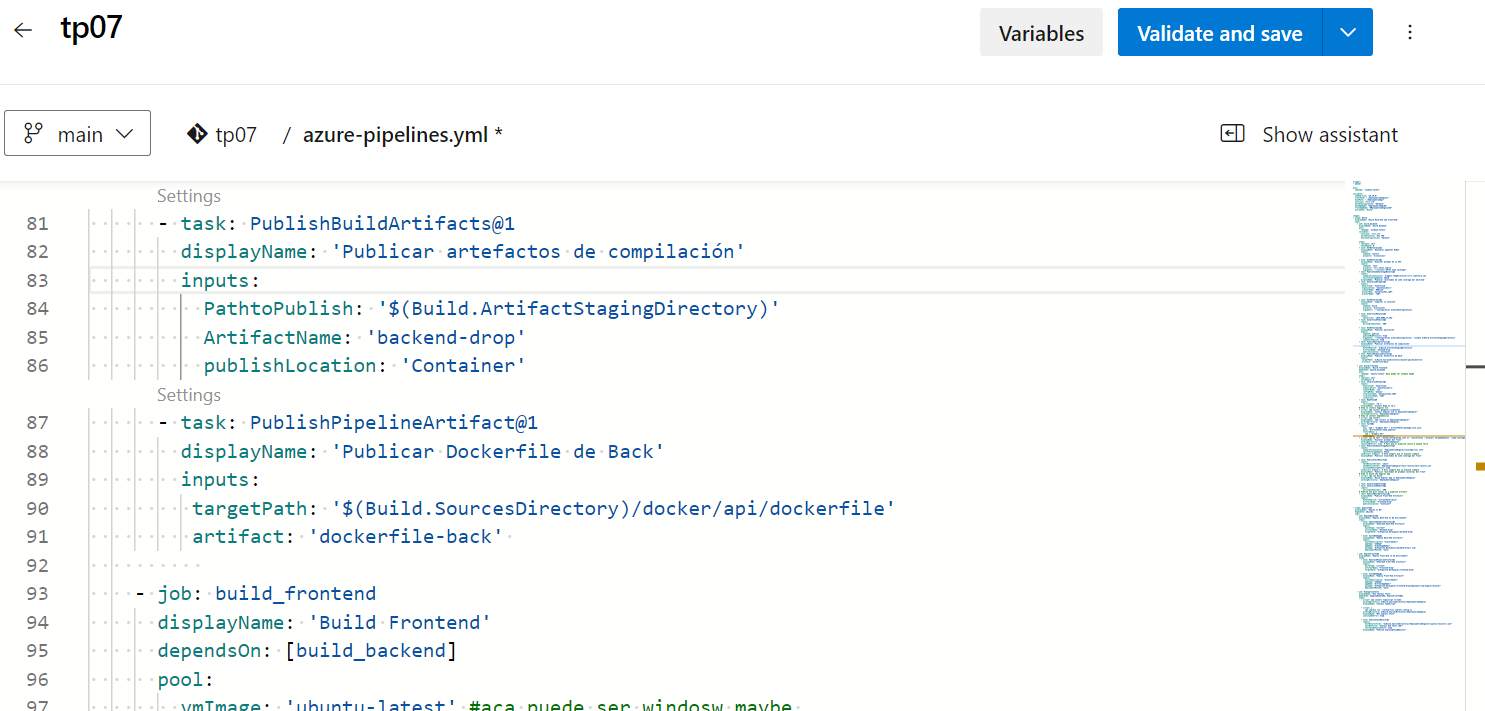 tp07
Variables
Validate and save
main
tp07 / azure-pipelines.yml *
Show assistant
Settings
81 - task: PublishBuildArtifacts@1
82 displayName: 'Publicar artefactos de compilación'
83 inputs:
84 PathtoPublish: '$(Build.ArtifactStagingDirectory)'
85 ArtifactName: 'backend-drop'
86 publishLocation: 'Container'
Settings
87 - task: PublishPipelineArtifact@1
88 displayName: 'Publicar Dockerfile de Back'
89 inputs:
90 targetPath: '$(Build.SourcesDirectory)/docker/api/dockerfile'
91 artifact: 'dockerfile-back'
92
93 - job: build_frontend
94 displayName: 'Build Frontend'
95 dependsOn: [build_backend]
96 pool:
97 vmImage: 'ubuntu-latest' #aca puede ser windosw maybe